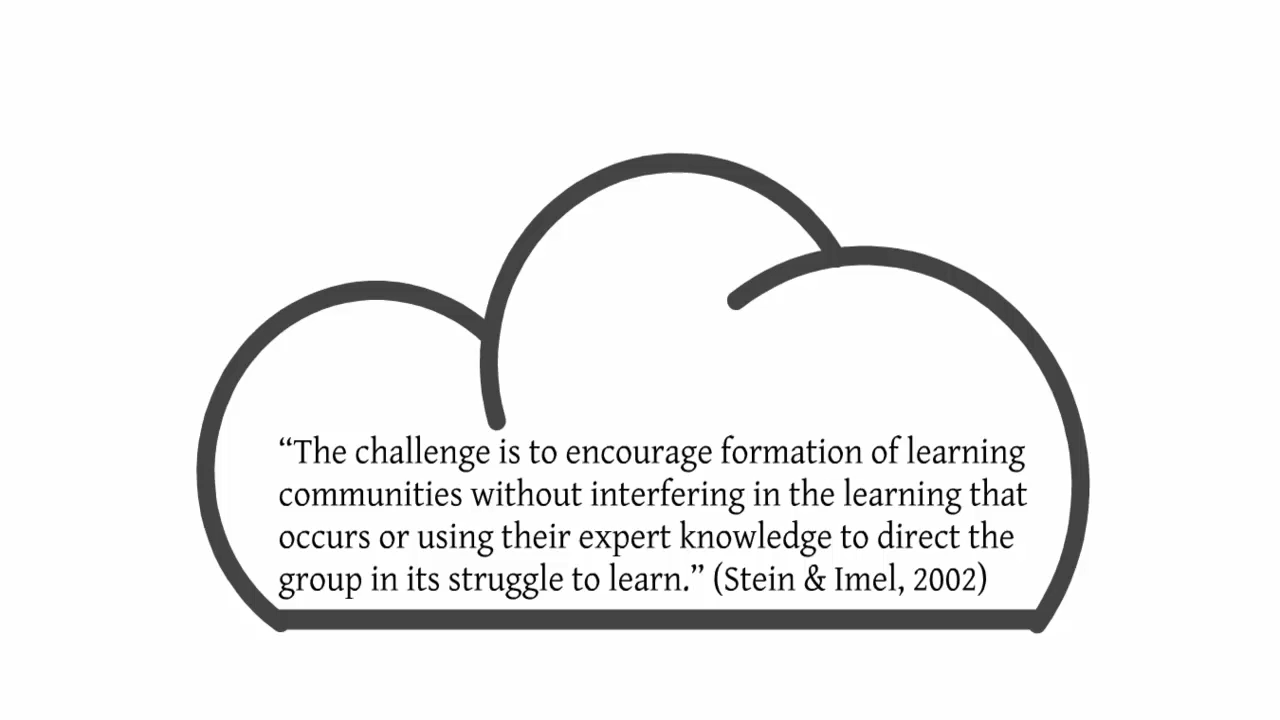 “The challenge is to encourage formation of learning
communities without interfering in the learning that
occurs or using their expert knowledge to direct the
group in its struggle to learn.” (Stein & Imel, 2002)